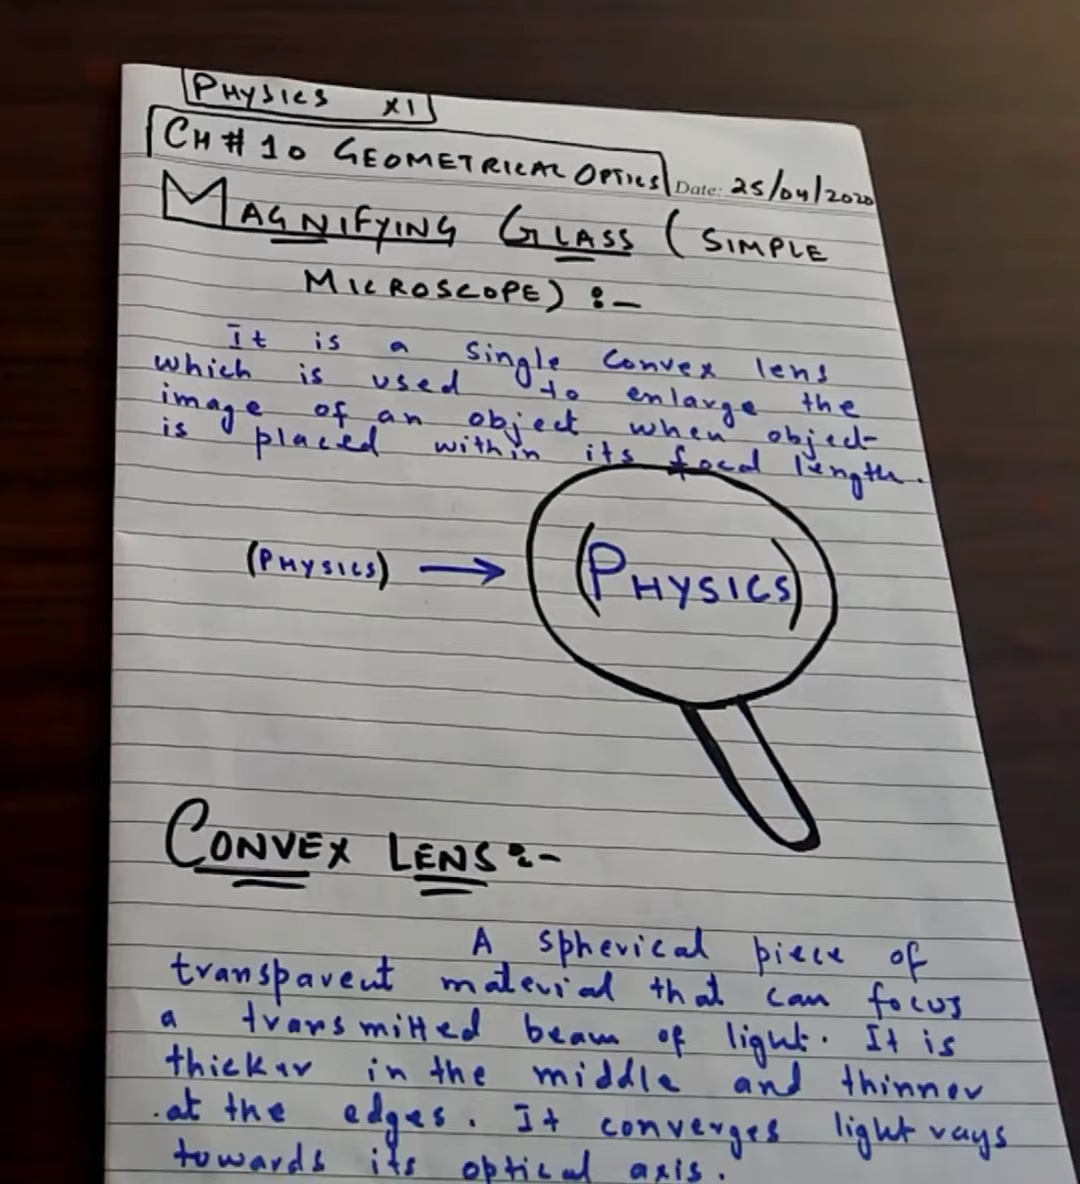 PHYSICS XI
CH # 10 GEOMETRICAL OPTICS
Date: 25/04/2020
MAGNIFYING GLASS (SIMPLE
MICROSCOPE) :-
It is a single convex lens
which is used to enlarge the
image of an object when object
is placed within its focal length.
(PHYSICS) → (PHYSICS)
CONVEX LENS :-
A spherical piece of
transparent material that can focus
a transmitted beam of light. It is
thicker in the middle and thinner
at the edges. It converges light rays
towards its optical axis.